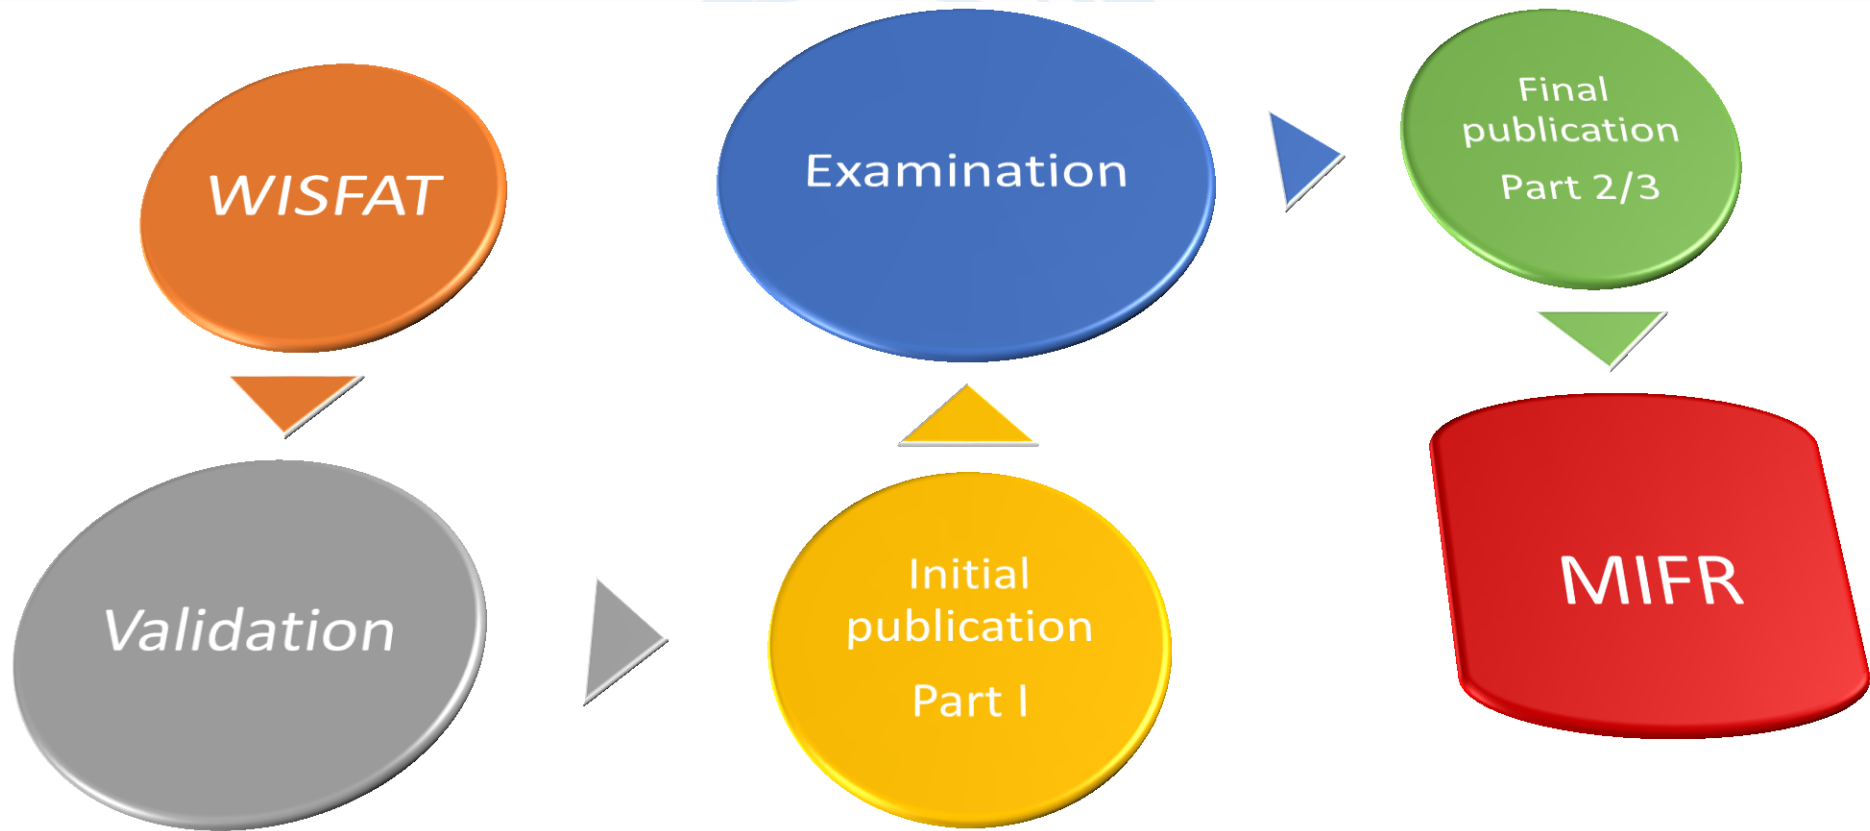 WISFAT
Validation
Initial
publication
Part I
Examination
Final
publication
Part 2/3
MIFR